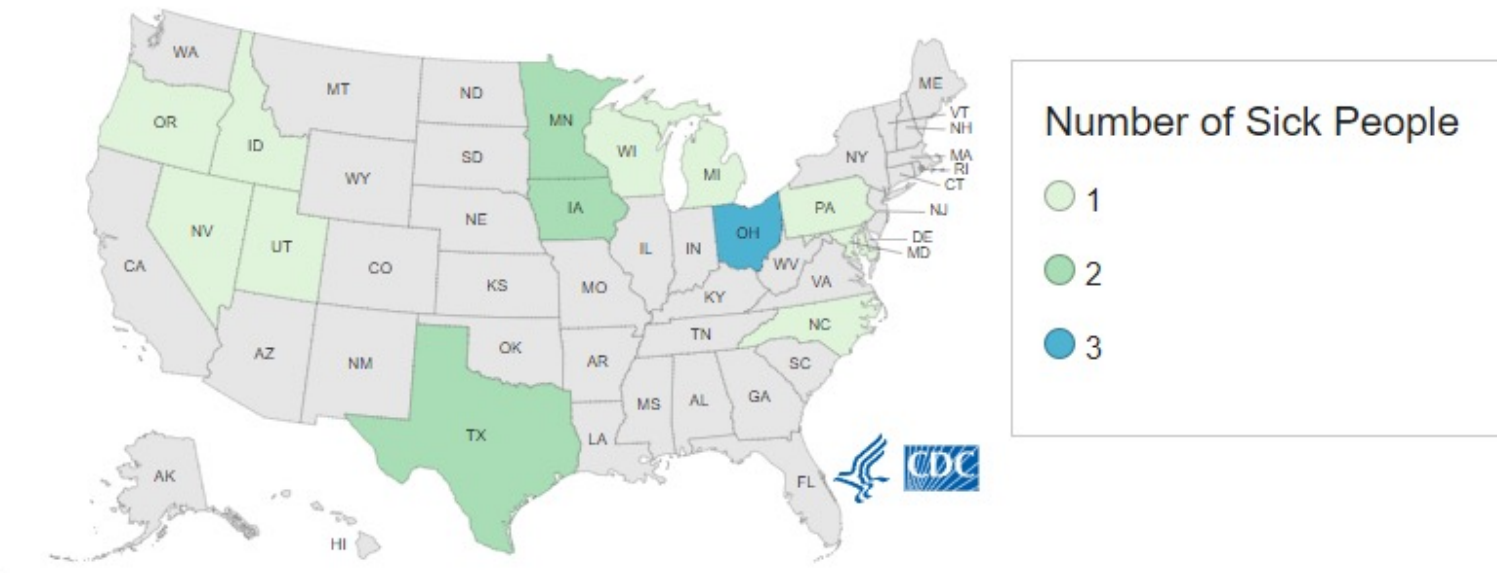 WA
MT
ND
MN
ME
VT
NH
OR
ID
SD
WI
MI
NY
MA
RI
CT
WY
NE
IA
PA
NJ
NV
UT
CO
IL
IN
OH
DE
MD
CA
KS
MO
WV
VA
KY
AZ
NM
OK
AR
TN
NC
SC
TX
LA
MS
AL
GA
FL
AK
HI
CDC
Number of Sick People
1
2
3